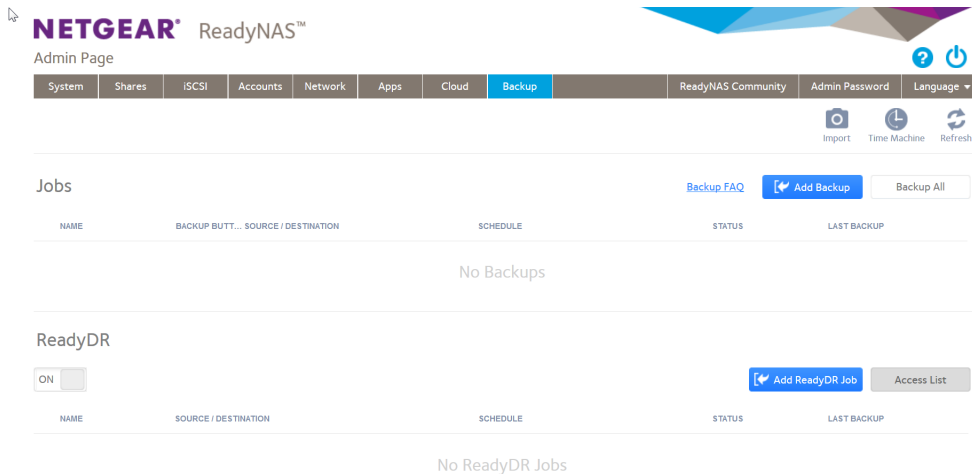 NETGEAR® ReadyNAS™
Admin Page
System Shares iSCSI Accounts Network Apps Cloud Backup ReadyNAS Community Admin Password Language
Import Time Machine Refresh
Jobs Backup FAQ Add Backup Backup All
NAME BACKUP BUTT... SOURCE / DESTINATION SCHEDULE STATUS LAST BACKUP
No Backups
ReadyDR
ON Add ReadyDR Job Access List
NAME SOURCE / DESTINATION SCHEDULE STATUS LAST BACKUP
No ReadyDR Jobs